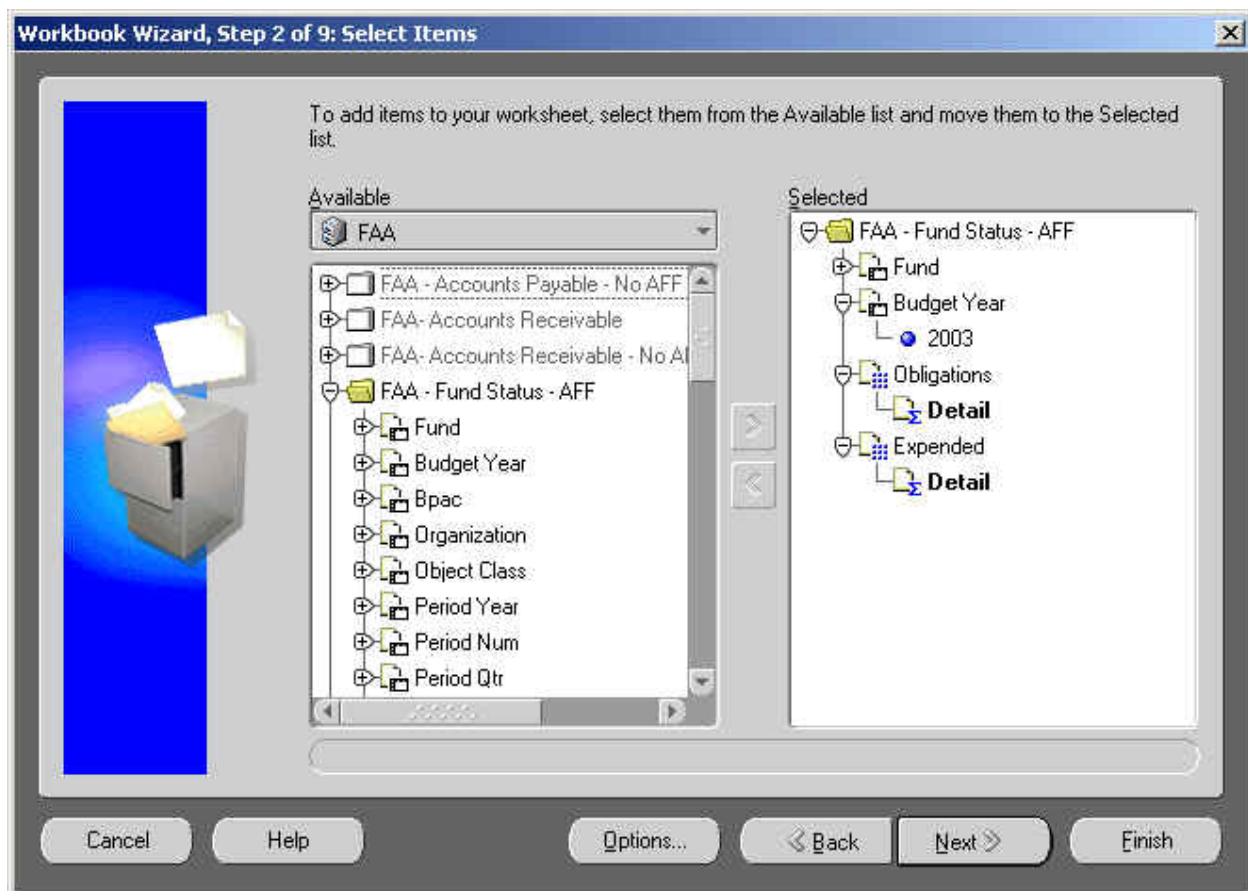 Workbook Wizard, Step 2 of 9: Select Items
To add items to your worksheet, select them from the Available list and move them to the Selected
list.
Available
FAA
FAA - Accounts Payable - No AFF
FAA- Accounts Receivable
FAA- Accounts Receivable - No
FAA - Fund Status - AFF
Fund
Budget Year
Bpac
Organization
Object Class
Period Year
Period Num
Period Qtr
Selected
FAA - Fund Status - AFF
Fund
Budget Year
2003
Obligations
Detail
Expended
Detail
Cancel
Help
Options...
Back
Next
Finish